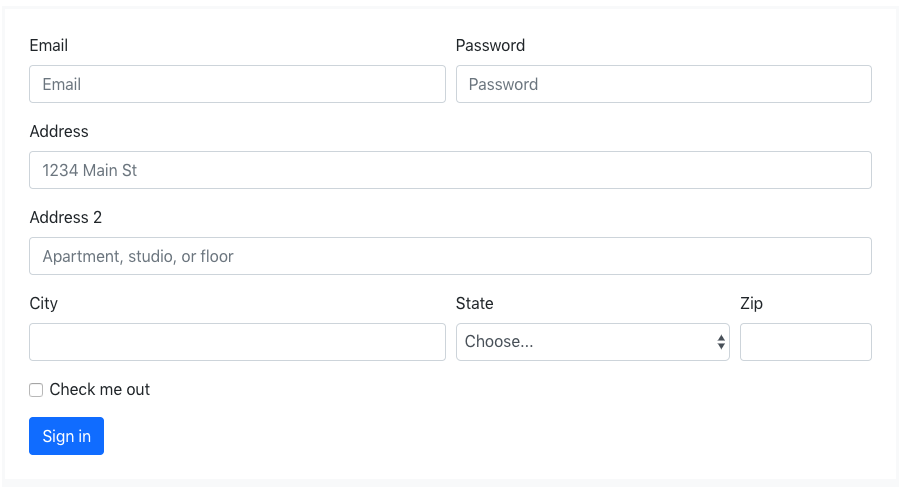 Email Password
Email Password
Address
1234 Main St
Address 2
Apartment, studio, or floor
City State Zip
Choose...
Check me out
Sign in